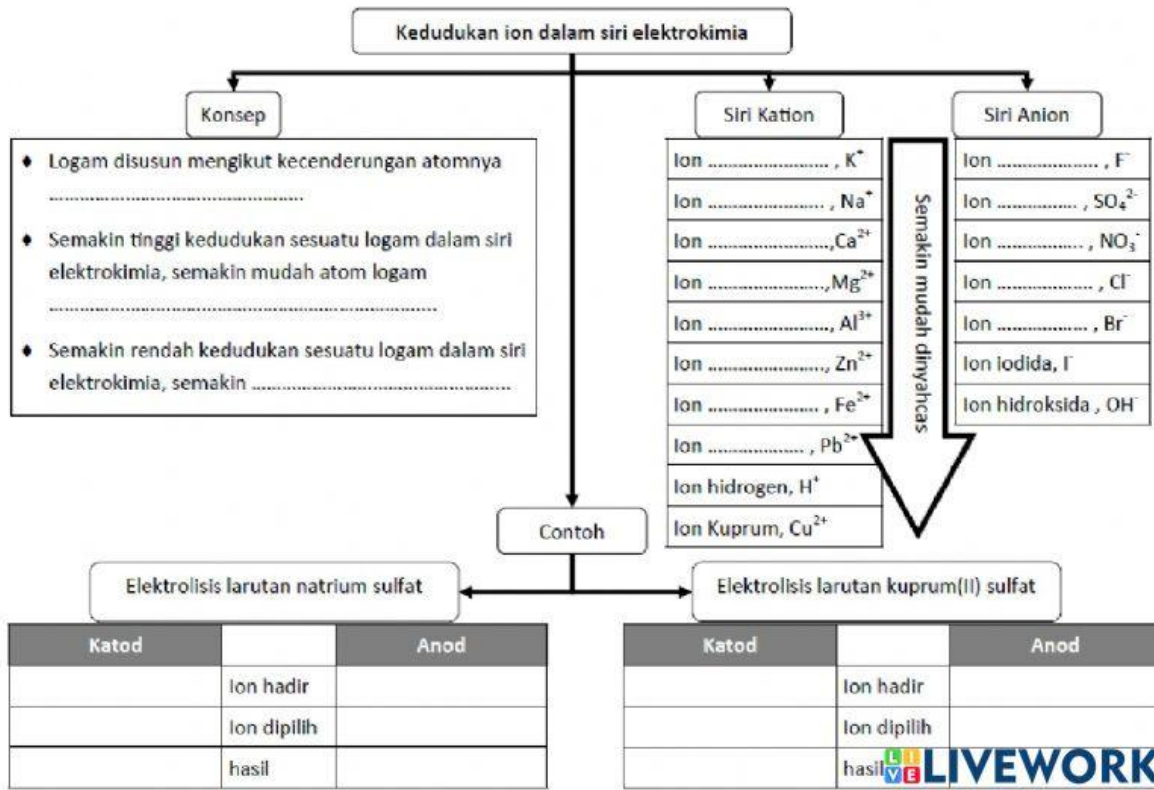 Kedudukan ion dalam siri elektrokimia
Konsep
♦ Logam disusun mengikut kecenderungan atomnya
................................................
♦ Semakin tinggi kedudukan sesuatu logam dalam siri
elektrokimia, semakin mudah atom logam
................................................
♦ Semakin rendah kedudukan sesuatu logam dalam siri
elektrokimia, semakin ................................................
Siri Kation
Ion ........................ , K⁺
Ion ........................ , Na⁺
Ion ........................,Ca²⁺
Ion ........................,Mg²⁺
Ion ........................, Al³⁺
Ion ........................, Zn²⁺
Ion ........................ , Fe²⁺
Ion .................... , Pb²⁺
Ion hidrogen, H⁺
Ion Kuprum, Cu²⁺
Semakin mudah dinyahcas
Siri Anion
Ion .................... , F⁻
Ion ................ , SO₄²⁻
Ion ................. , NO₃⁻
Ion ................... , Cl⁻
Ion .................. , Br⁻
Ion iodida, I⁻
Ion hidroksida , OH⁻
Contoh
Elektrolisis larutan natrium sulfat
Katod Anod
Ion hadir
Ion dipilih
hasil
Elektrolisis larutan kuprum(II) sulfat
Katod Anod
Ion hadir
Ion dipilih
hasil
LIVE LIVEWORK